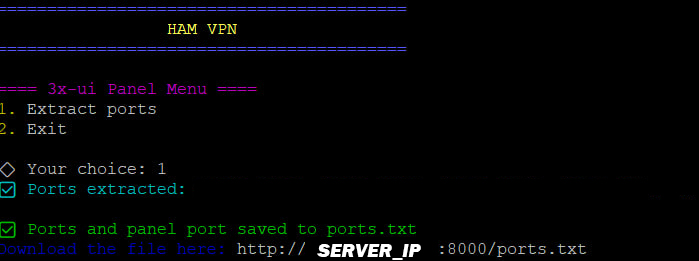 ==========================================
HAM VPN
==========================================
==== 3x-ui Panel Menu ====
1. Extract ports
2. Exit
◇ Your choice: 1
☑ Ports extracted:
☑ Ports and panel port saved to ports.txt
Download the file here: http:// SERVER_IP :8000/ports.txt